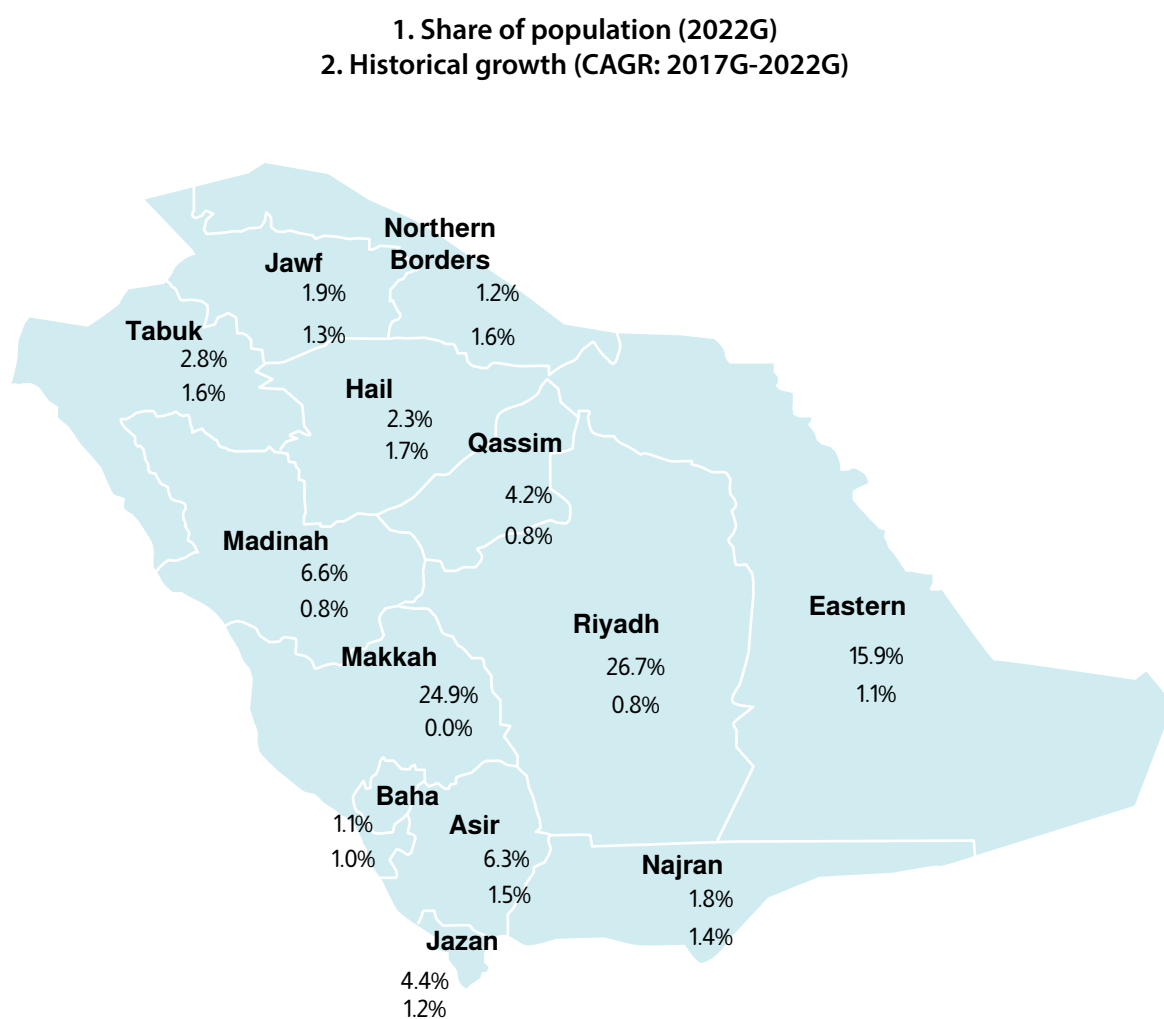 1. Share of population (2022G)
2. Historical growth (CAGR: 2017G-2022G)
Northern
Borders
1.2%
1.6%
Jawf
1.9%
1.3%
Tabuk
2.8%
1.6%
Hail
2.3%
1.7%
Qassim
4.2%
0.8%
Madinah
6.6%
0.8%
Riyadh
26.7%
0.8%
Eastern
15.9%
1.1%
Makkah
24.9%
0.0%
Baha
1.1%
1.0%
Asir
6.3%
1.5%
Najran
1.8%
1.4%
Jazan
4.4%
1.2%